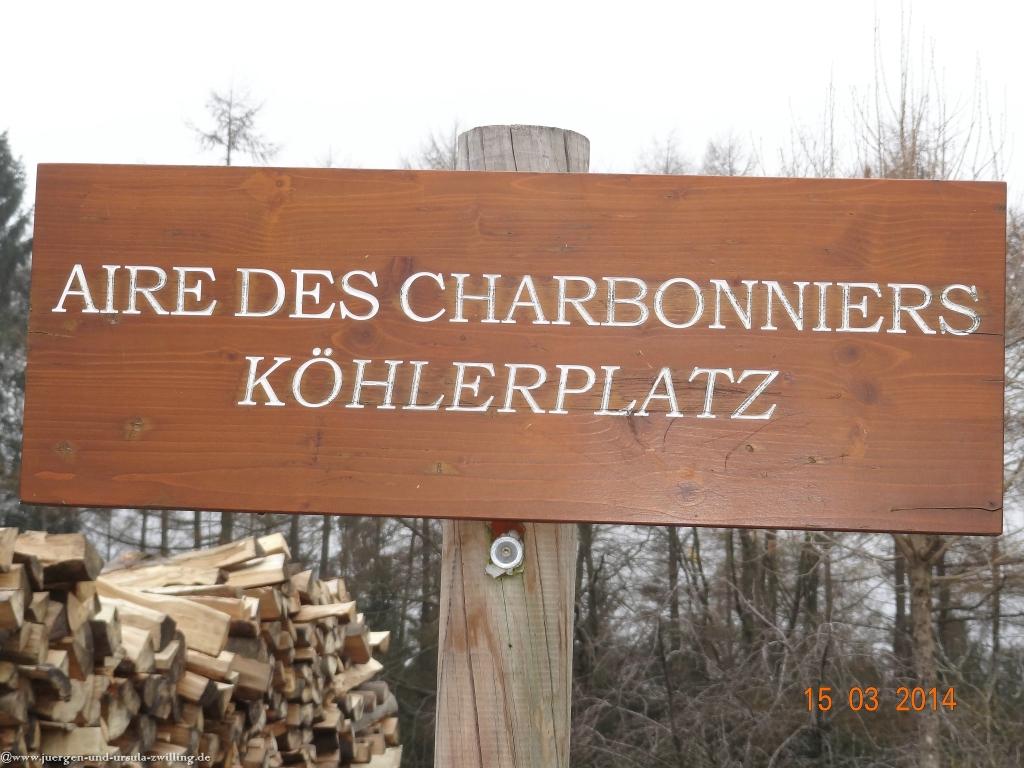 AIRE DES CHARBONNIERS
KÖHLERPLATZ
15 03 2014
@www.juergen-und-ursula-zwilling.de